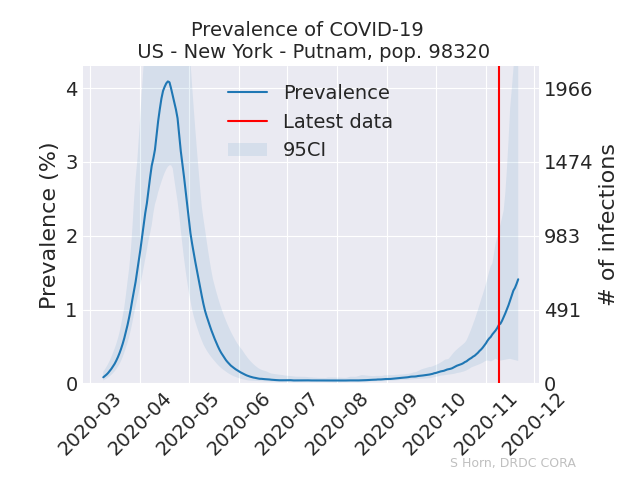 Prevalence of COVID-19
US - New York - Putnam, pop. 98320
Prevalence
Latest data
95CI
Prevalence (%)
4
3
2
1
0
1966
1474
983
491
0
# of infections
2020-03
2020-04
2020-05
2020-06
2020-07
2020-08
2020-09
2020-10
2020-11
2020-12
S Horn, DRDC CORA